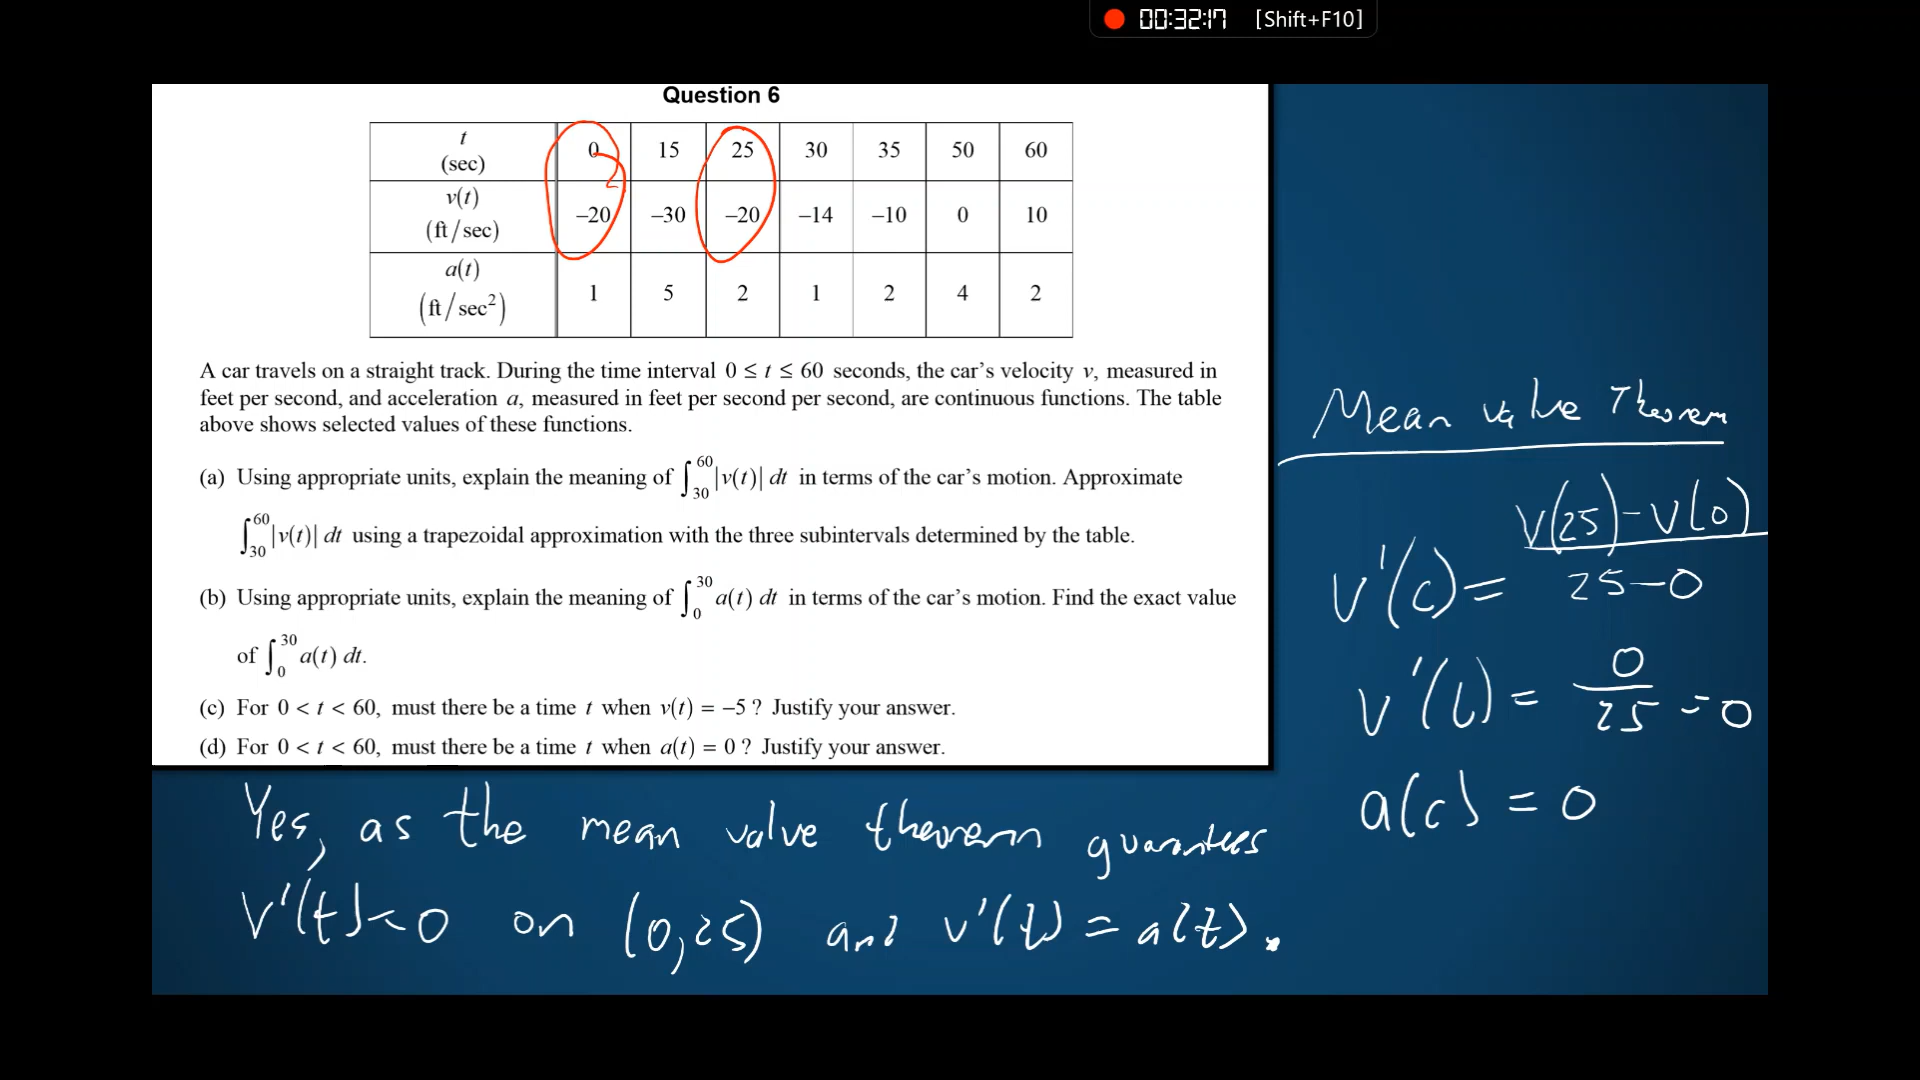 00:32:17 [Shift+F10]
Question 6
t (sec) 0 15 25 30 35 50 60
v(t) (ft/sec) –20 –30 –20 –14 –10 0 10
a(t) (ft/sec²) 1 5 2 1 2 4 2
A car travels on a straight track. During the time interval 0 ≤ t ≤ 60 seconds, the car's velocity v, measured in
feet per second, and acceleration a, measured in feet per second per second, are continuous functions. The table
above shows selected values of these functions.
(a) Using appropriate units, explain the meaning of ∫₃₀⁶⁰ |v(t)| dt in terms of the car's motion. Approximate
∫₃₀⁶⁰ |v(t)| dt using a trapezoidal approximation with the three subintervals determined by the table.
(b) Using appropriate units, explain the meaning of ∫₀³⁰ a(t) dt in terms of the car's motion. Find the exact value
of ∫₀³⁰ a(t) dt.
(c) For 0 < t < 60, must there be a time t when v(t) = –5 ? Justify your answer.
(d) For 0 < t < 60, must there be a time t when a(t) = 0 ? Justify your answer.
Yes, as the mean value theorem guarantees
v'(t) = 0 on (0,25) and v'(t) = a(t).
Mean Value Theorem
v(25) - v(0)
v'(c) =
25 - 0
v'(c) = 0/25 = 0
a(c) = 0